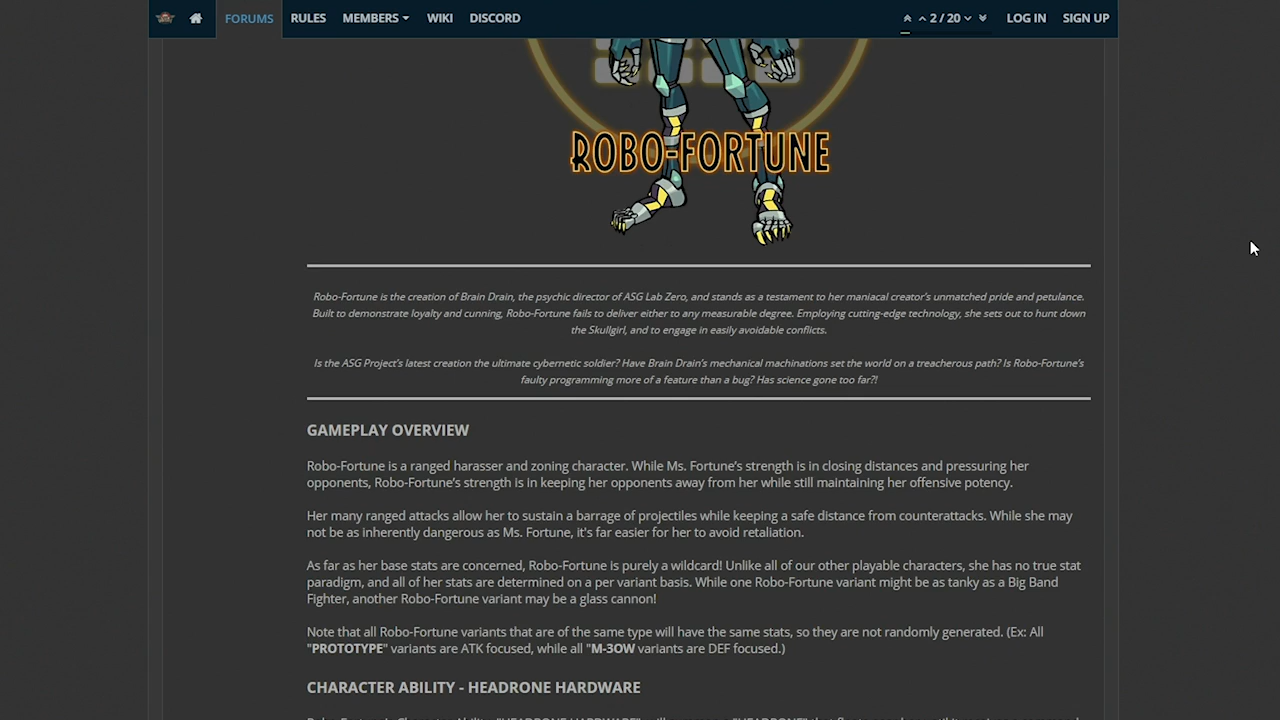 FORUMS RULES MEMBERS WIKI DISCORD 2 / 20 LOG IN SIGN UP
ROBO-FORTUNE
Robo-Fortune is the creation of Brain Drain, the psychic director of ASG Lab Zero, and stands as a testament to her maniacal creator's unmatched pride and petulance.
Built to demonstrate loyalty and cunning, Robo-Fortune fails to deliver either to any measurable degree. Employing cutting-edge technology, she sets out to hunt down
the Skullgirl, and to engage in easily avoidable conflicts.
Is the ASG Project's latest creation the ultimate cybernetic soldier? Have Brain Drain's mechanical machinations set the world on a treacherous path? Is Robo-Fortune's
faulty programming more of a feature than a bug? Has science gone too far?!
GAMEPLAY OVERVIEW
Robo-Fortune is a ranged harasser and zoning character. While Ms. Fortune's strength is in closing distances and pressuring her
opponents, Robo-Fortune's strength is in keeping her opponents away from her while still maintaining her offensive potency.
Her many ranged attacks allow her to sustain a barrage of projectiles while keeping a safe distance from counterattacks. While she may
not be as inherently dangerous as Ms. Fortune, it's far easier for her to avoid retaliation.
As far as her base stats are concerned, Robo-Fortune is purely a wildcard! Unlike all of our other playable characters, she has no true stat
paradigm, and all of her stats are determined on a per variant basis. While one Robo-Fortune variant might be as tanky as a Big Band
Fighter, another Robo-Fortune variant may be a glass cannon!
Note that all Robo-Fortune variants that are of the same type will have the same stats, so they are not randomly generated. (Ex: All
"PROTOTYPE" variants are ATK focused, while all "M-3OW variants are DEF focused.)
CHARACTER ABILITY - HEADRONE HARDWARE